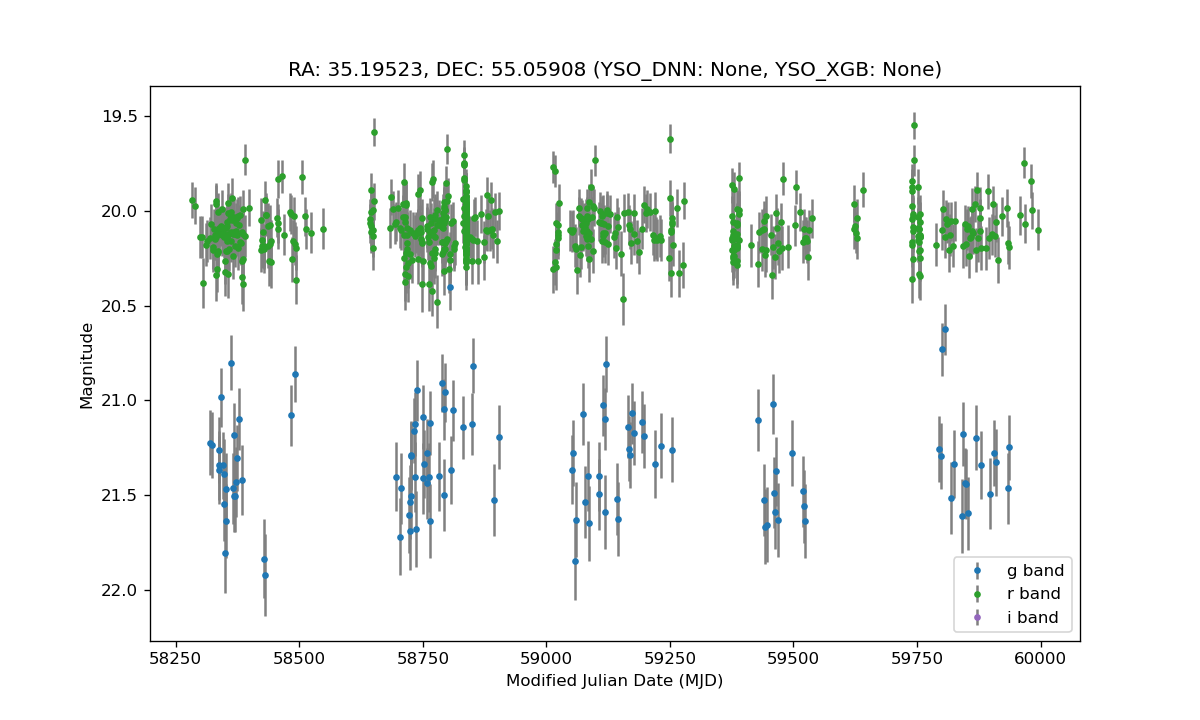 RA: 35.19523, DEC: 55.05908 (YSO_DNN: None, YSO_XGB: None)
19.5
20.0
20.5
21.0
21.5
22.0
Magnitude
g band
r band
i band
58250 58500 58750 59000 59250 59500 59750 60000
Modified Julian Date (MJD)